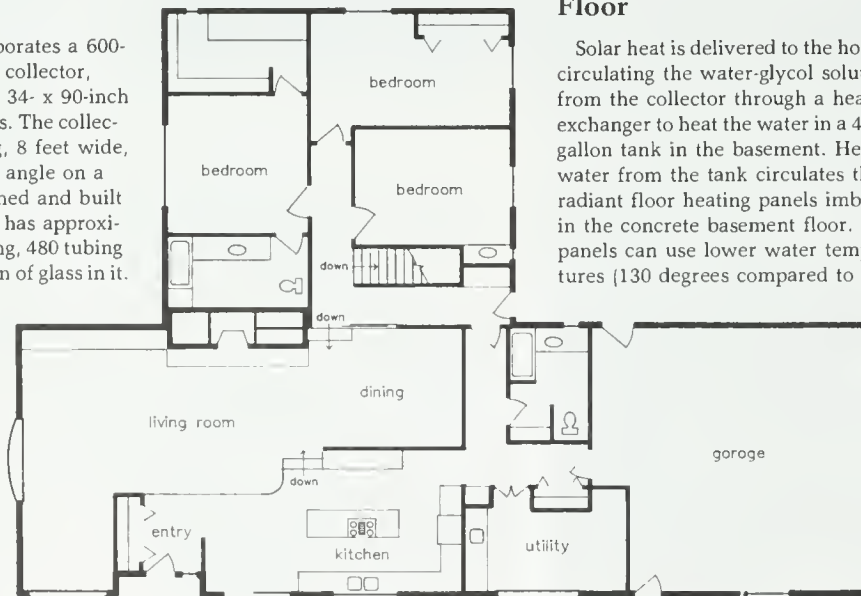 porates a 600-
collector,
34- x 90-inch
s. The collec-
g, 8 feet wide,
angle on a
ned and built
has approxi-
ng, 480 tubing
n of glass in it.
Floor
Solar heat is delivered to the ho
circulating the water-glycol solut
from the collector through a hea
exchanger to heat the water in a 4
gallon tank in the basement. He
water from the tank circulates th
radiant floor heating panels imb
in the concrete basement floor.
panels can use lower water tem
tures (130 degrees compared to
bedroom
bedroom
bedroom
down
down
dining
living room
down
goroge
entry
kitchen
utility